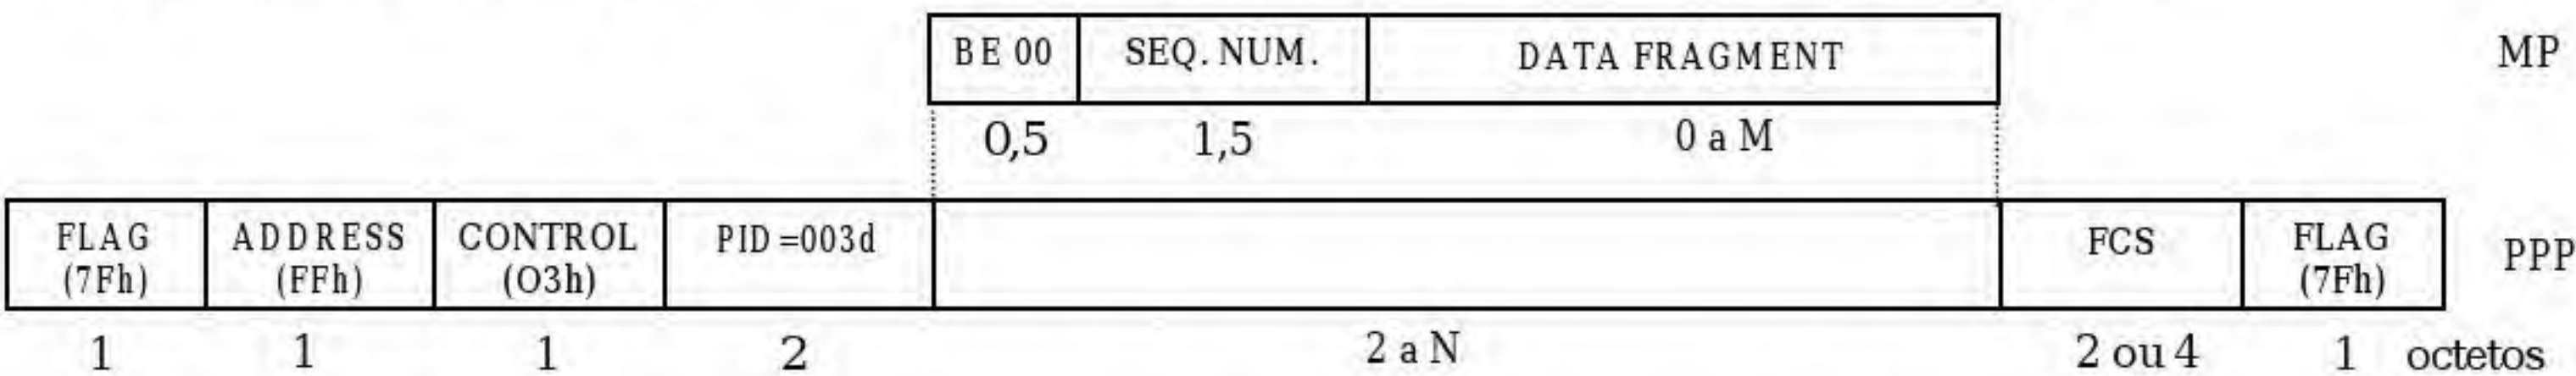 BE 00 SEQ. NUM. DATA FRAGMENT MP
0,5 1,5 0 a M
FLAG ADDRESS CONTROL PID=003d FCS FLAG PPP
(7Fh) (FFh) (O3h) (7Fh)
1 1 1 2 2 a N 2 ou 4 1 octetos